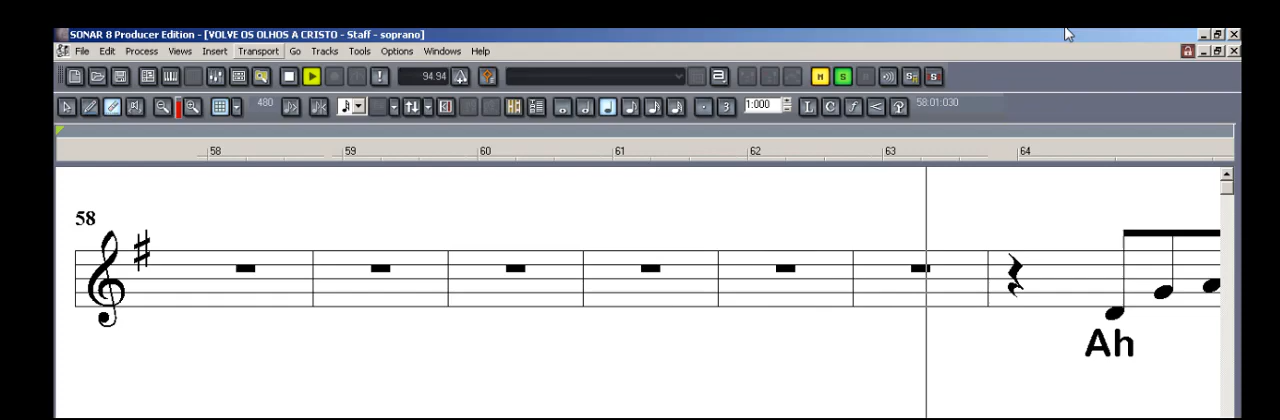 SONAR 8 Producer Edition - [VOLVE OS OLHOS A CRISTO - Staff - soprano]
File Edit Process Views Insert Transport Go Tracks Tools Options Windows Help
94.94 M S
480 3 1:000 L C f 58:01:030
58 59 60 61 62 63 64
58
Ah